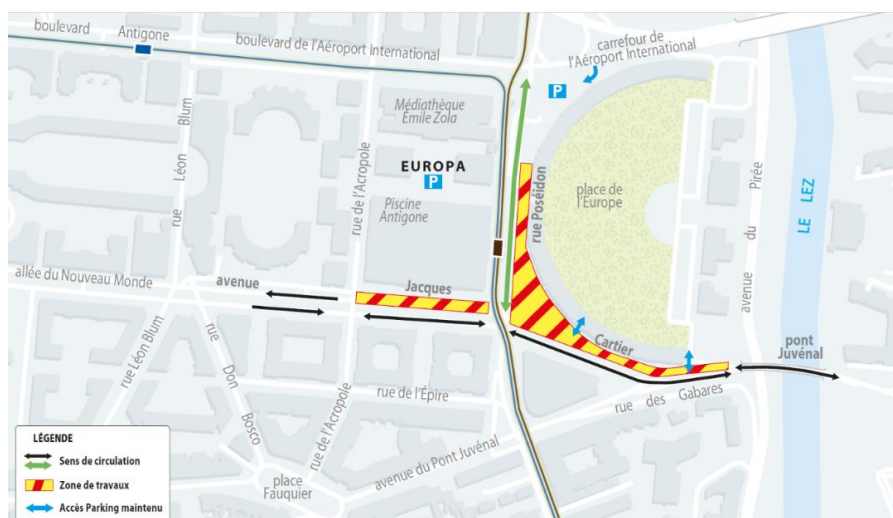 boulevard
Antigone
boulevard de l'Aéroport International
carrefour de
l'Aéroport International
P
Médiathèque
Émile Zola
rue Léon Blum
rue de l'Acropole
EUROPA
P
Piscine
Antigone
rue Poséidon
place de
l'Europe
avenue du Pirée
LE LEZ
allée du Nouveau Monde
avenue
Jacques
Cartier
pont
Juvénal
rue Léon Blum
rue Don Bosco
rue de l'Acropole
rue de l'Épire
rue des Gabares
avenue du Pont Juvénal
place
Fauquier
LÉGENDE
Sens de circulation
Zone de travaux
Accès Parking maintenu